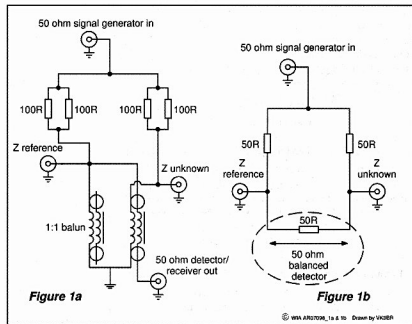 50 ohm signal generator in
50 ohm signal generator in
100R 100R 100R 100R
50R 50R
Z reference
Z unknown
Z reference
Z unknown
1:1 balun
50R
50 ohm balanced detector
50 ohm detector/
receiver out
Figure 1a
Figure 1b
© WIA AR07096_1a & 1b Drawn by VK5BR